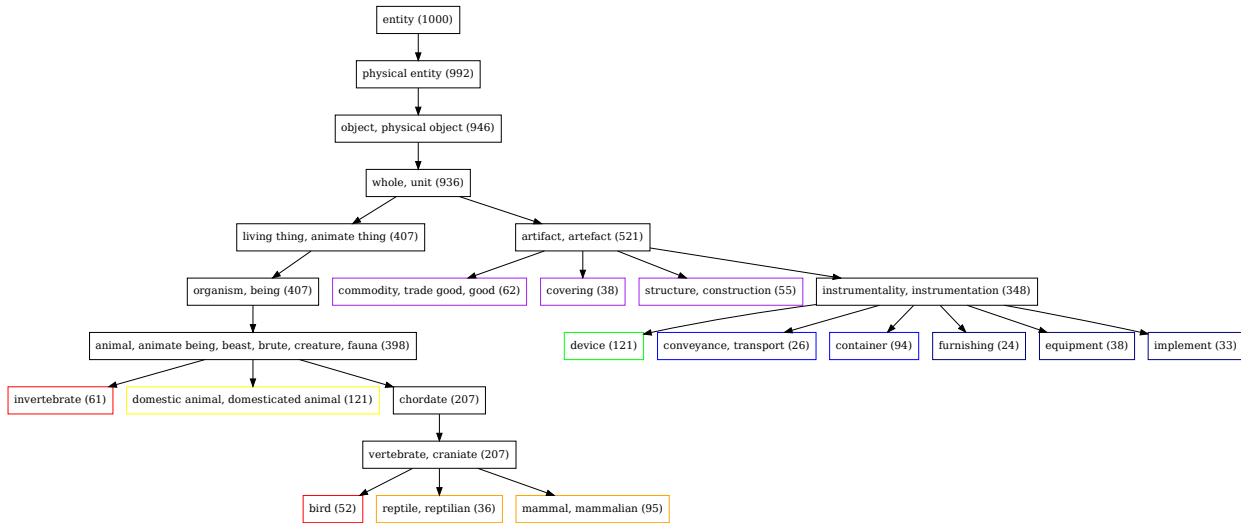 entity (1000)
physical entity (992)
object, physical object (946)
whole, unit (936)
living thing, animate thing (407)
artifact, artefact (521)
organism, being (407)
commodity, trade good, good (62)
covering (38)
structure, construction (55)
instrumentality, instrumentation (348)
animal, animate being, beast, brute, creature, fauna (398)
device (121)
conveyance, transport (26)
container (94)
furnishing (24)
equipment (38)
implement (33)
invertebrate (61)
domestic animal, domesticated animal (121)
chordate (207)
vertebrate, craniate (207)
bird (52)
reptile, reptilian (36)
mammal, mammalian (95)